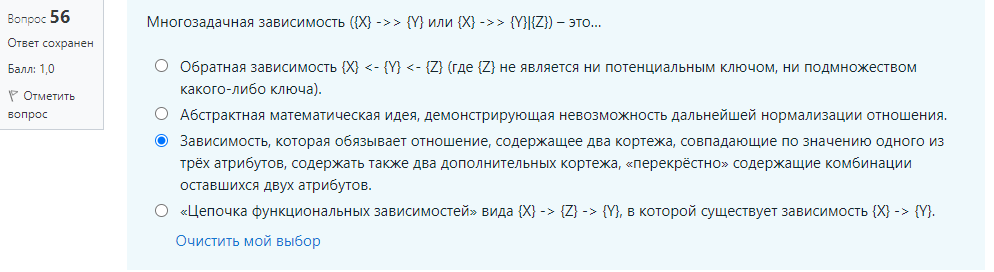 Вопрос 56
Ответ сохранен
Балл: 1,0
Отметить
вопрос
Многозадачная зависимость ({X} ->> {Y} или {X} ->> {Y}|{Z}) – это...
Обратная зависимость {X} <- {Y} <- {Z} (где {Z} не является ни потенциальным ключом, ни подмножеством
какого-либо ключа).
Абстрактная математическая идея, демонстрирующая невозможность дальнейшей нормализации отношения.
Зависимость, которая обязывает отношение, содержащее два кортежа, совпадающие по значению одного из
трёх атрибутов, содержать также два дополнительных кортежа, «перекрёстно» содержащие комбинации
оставшихся двух атрибутов.
«Цепочка функциональных зависимостей» вида {X} -> {Z} -> {Y}, в которой существует зависимость {X} -> {Y}.
Очистить мой выбор